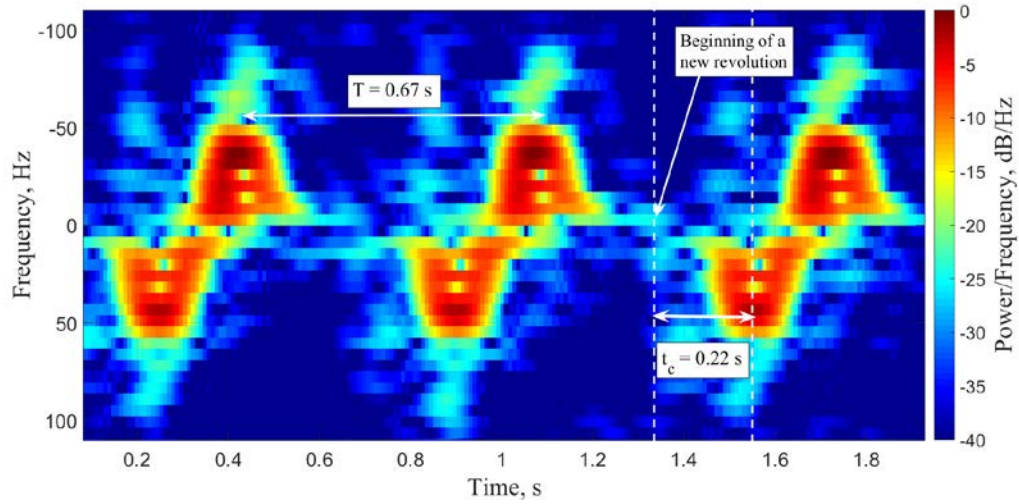 -100
-50
0
50
100
Frequency, Hz
T = 0.67 s
Beginning of a
new revolution
t_c = 0.22 s
0.2 0.4 0.6 0.8 1 1.2 1.4 1.6 1.8
Time, s
0
-5
-10
-15
-20
-25
-30
-35
-40
Power/Frequency, dB/Hz